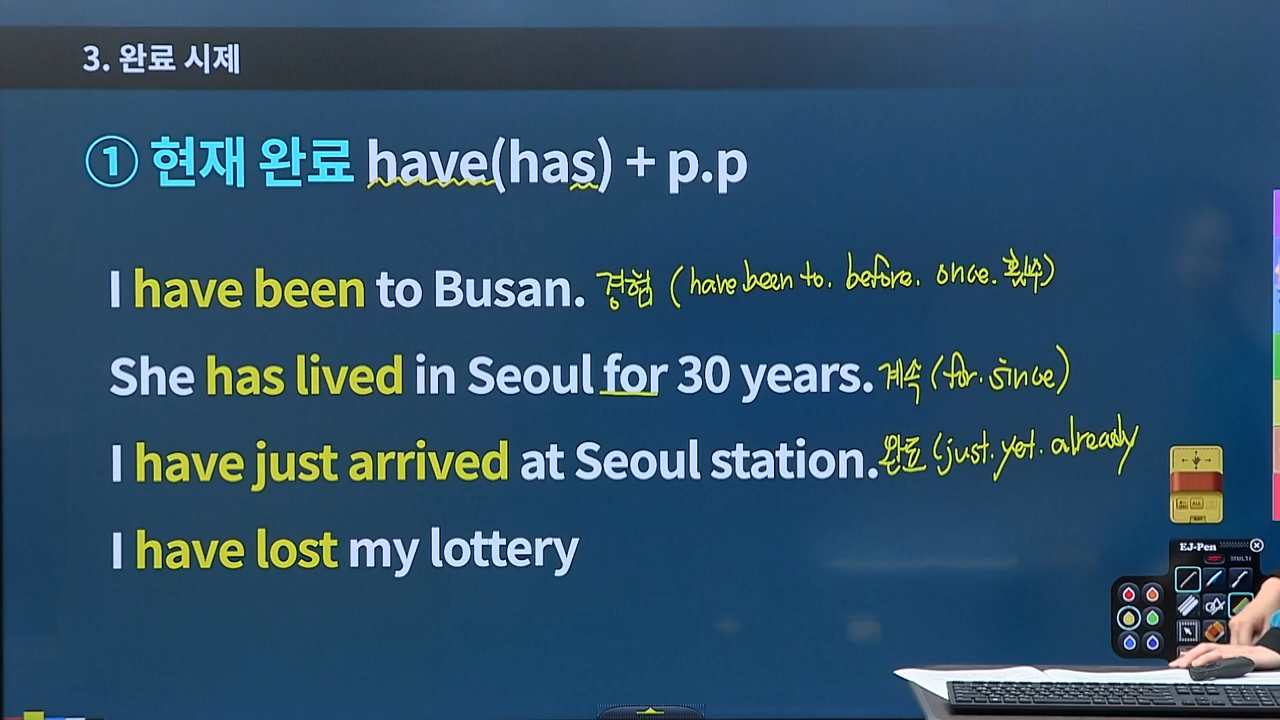 3. 완료 시제
① 현재 완료 have(has) + p.p
I have been to Busan. 경험 (have been to. before. once. 횟수)
She has lived in Seoul for 30 years. 계속 (for. since)
I have just arrived at Seoul station. 완료 (just. yet. already
I have lost my lottery
EJ-Pen
MULTI